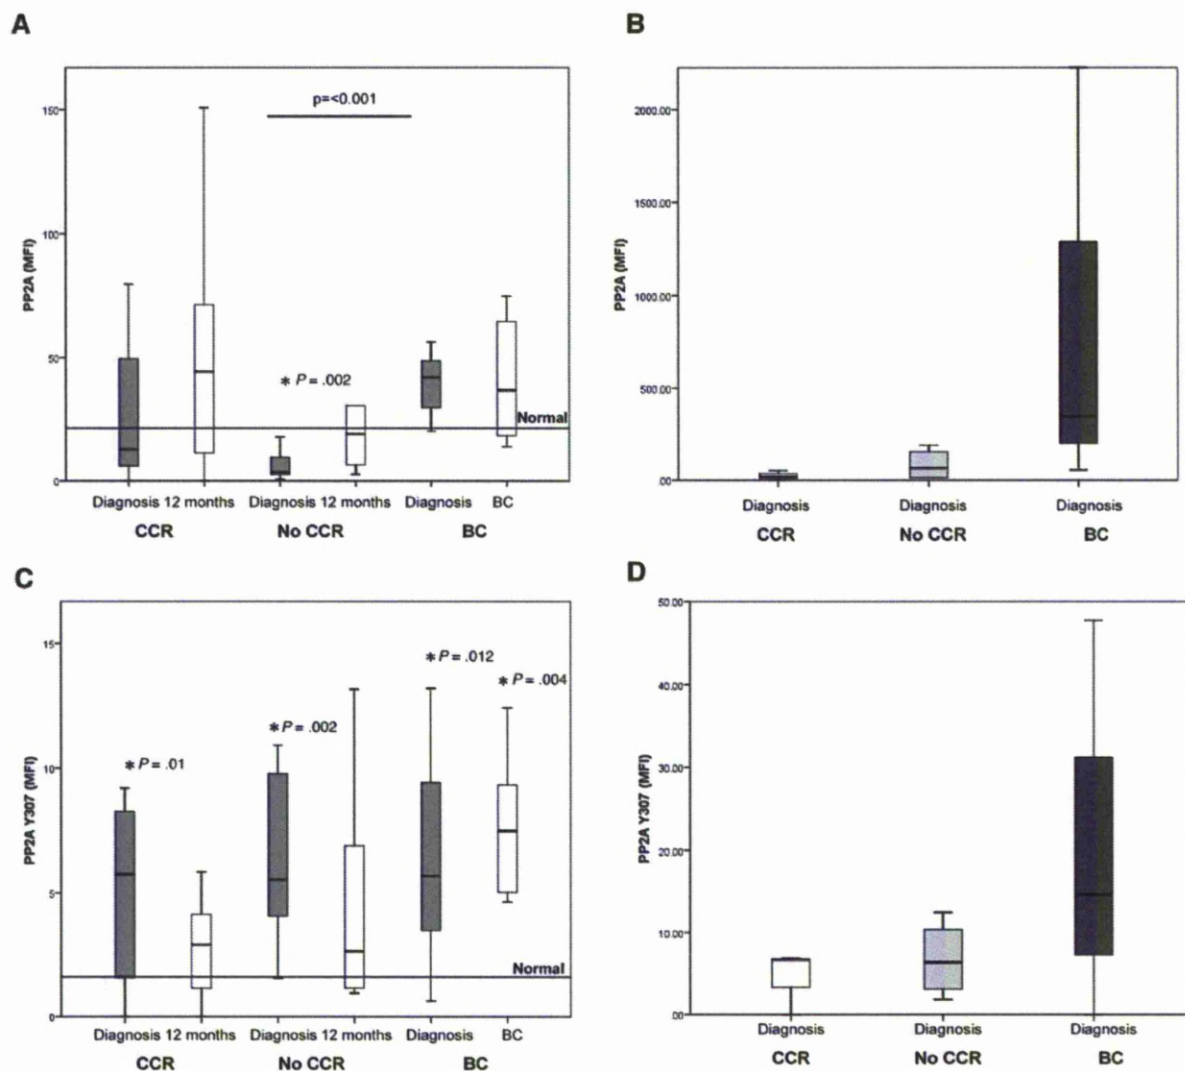 A
PP2A (MFI)
150
100
50
0
p=<0.001
* P = .002
Normal
Diagnosis 12 months Diagnosis 12 months Diagnosis BC
CCR No CCR BC
B
PP2A (MFI)
2000.00
1500.00
1000.00
500.00
.00
Diagnosis Diagnosis Diagnosis
CCR No CCR BC
C
PP2A Y307 (MFI)
15
10
5
0
* P = .01
* P = .002
* P = .012
* P = .004
Normal
Diagnosis 12 months Diagnosis 12 months Diagnosis BC
CCR No CCR BC
D
PP2A Y307 (MFI)
50.00
40.00
30.00
20.00
10.00
.00
Diagnosis Diagnosis Diagnosis
CCR No CCR BC